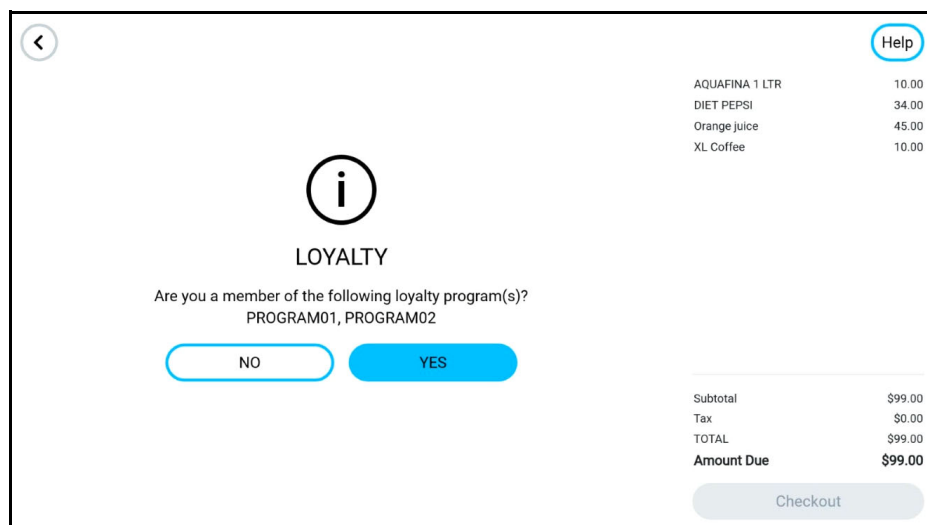 Help
AQUAFINA 1 LTR 10.00
DIET PEPSI 34.00
Orange juice 45.00
XL Coffee 10.00
i
LOYALTY
Are you a member of the following loyalty program(s)?
PROGRAM01, PROGRAM02
NO YES
Subtotal $99.00
Tax $0.00
TOTAL $99.00
Amount Due $99.00
Checkout